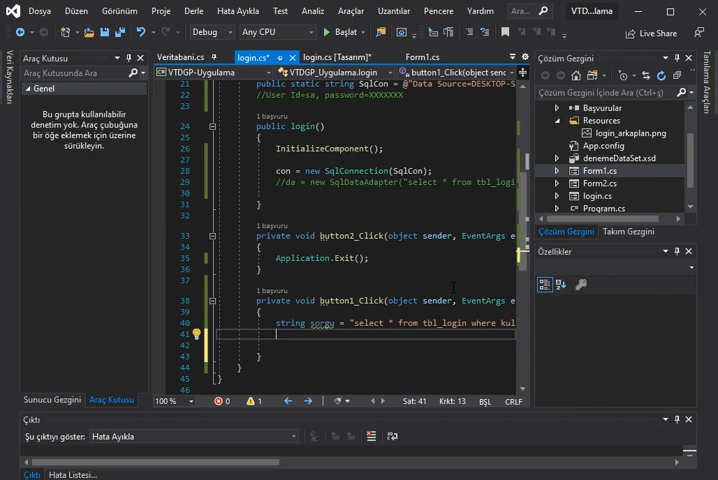 Dosya Düzen Görünüm Proje Derleme Hata Ayıkla Test Analiz Araçlar Uzantılar Pencere Yardım Ara... VTD...lama
Debug Any CPU Başlat Live Share
Veri Kaynakları
Araç Kutusu
Araç Kutusunda Ara
Genel
Bu grupta kullanılabilir
denetim yok. Araç çubuğuna
bir öğe eklemek için üzerine
sürükleyin.
Sunucu Gezgini Araç Kutusu
Veritabani.cs login.cs* login.cs [Tasarım]* Form1.cs
VTDGP-Uygulama VTDGP_Uygulama.login button1_Click(object senc
21 public static string SqlCon = @"Data Source=DESKTOP-S
22 //User Id=sa, password=XXXXXXX
23
1 başvuru
24 public login()
25 {
26 InitializeComponent();
27
28 con = new SqlConnection(SqlCon);
29 //da = new SqlDataAdapter("select * from tbl_logi
30
31 }
32
1 başvuru
33 private void button2_Click(object sender, EventArgs e
34 {
35 Application.Exit();
36 }
37
1 başvuru
38 private void button1_Click(object sender, EventArgs e
39 {
40 string sorgu = "select * from tbl_login where kul
41
42
43 }
44 }
45 }
46
100 % 0 1 Sat: 41 Krkt: 13 BŞL CRLF
Çözüm Gezgini
Çözüm Gezgini Ara (Ctrl+ş)
Başvurular
Resources
login_arkaplan.png
App.config
denemeDataSet.xsd
Form1.cs
Form2.cs
login.cs
Program.cs
Çözüm Gezgini Takım Gezgini
Özellikler
Tanılama Araçları
Çıktı
Şu çıktıyı göster: Hata Ayıkla
Çıktı Hata Listesi...